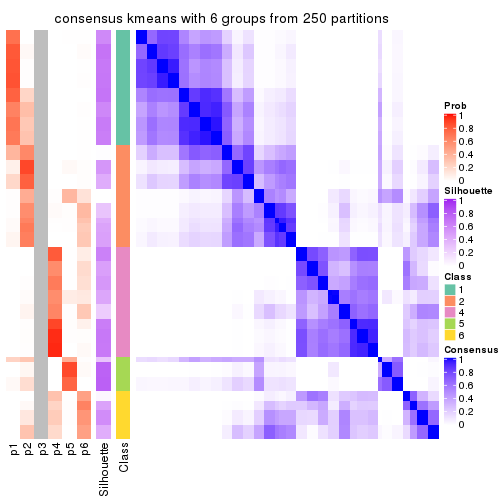 consensus kmeans with 6 groups from 250 partitions
Prob
1
0.8
0.6
0.4
0.2
0
Silhouette
1
0.8
0.6
0.4
0.2
0
Class
1
2
4
5
6
Consensus
1
0.8
0.6
0.4
0.2
0
p1
p2
p3
p4
p5
p6
Silhouette
Class